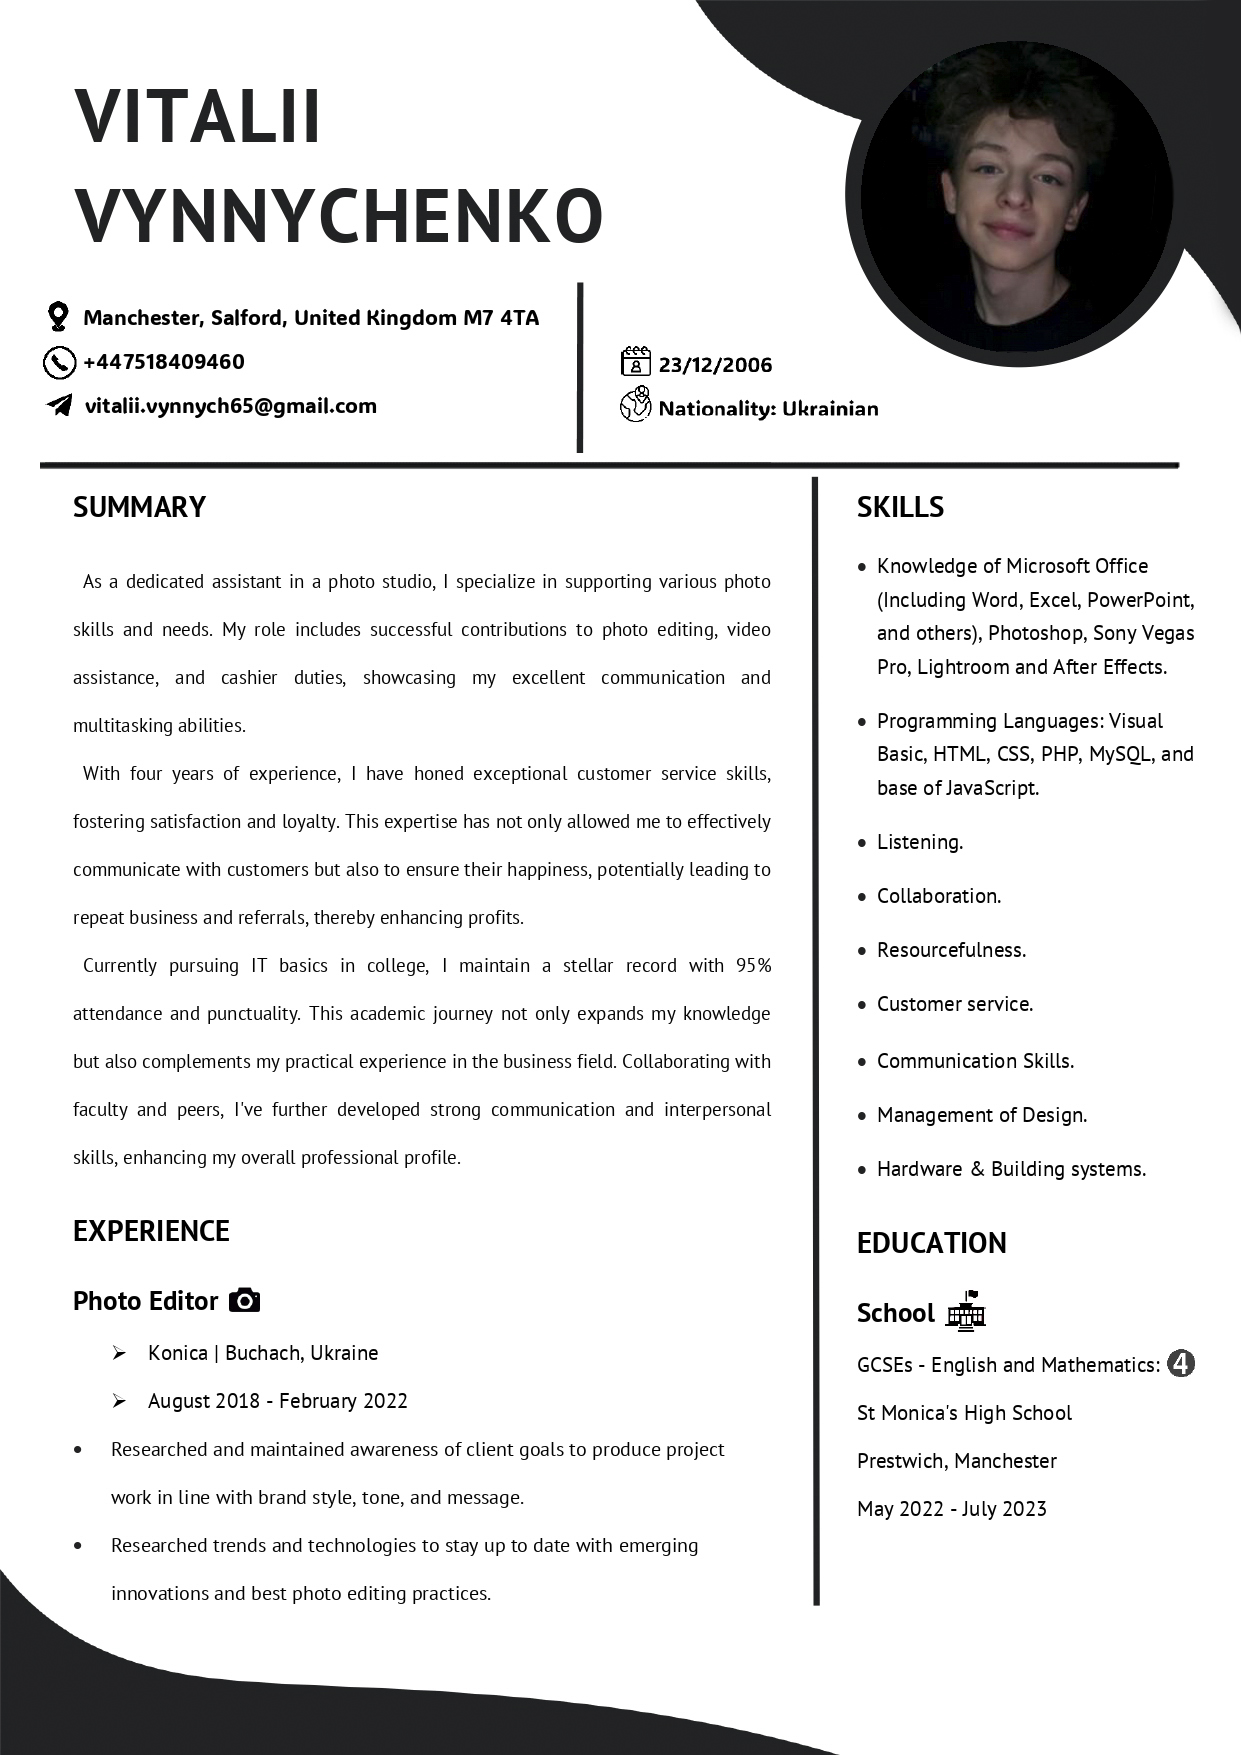 VITALII
VYNNYCHENKO
Manchester, Salford, United Kingdom M7 4TA
+447518409460
vitalii.vynnych65@gmail.com
23/12/2006
Nationality: Ukrainian
SUMMARY
As a dedicated assistant in a photo studio, I specialize in supporting various photo
skills and needs. My role includes successful contributions to photo editing, video
assistance, and cashier duties, showcasing my excellent communication and
multitasking abilities.
With four years of experience, I have honed exceptional customer service skills,
fostering satisfaction and loyalty. This expertise has not only allowed me to effectively
communicate with customers but also to ensure their happiness, potentially leading to
repeat business and referrals, thereby enhancing profits.
Currently pursuing IT basics in college, I maintain a stellar record with 95%
attendance and punctuality. This academic journey not only expands my knowledge
but also complements my practical experience in the business field. Collaborating with
faculty and peers, I've further developed strong communication and interpersonal
skills, enhancing my overall professional profile.
EXPERIENCE
Photo Editor
➢ Konica | Buchach, Ukraine
➢ August 2018 - February 2022
• Researched and maintained awareness of client goals to produce project
work in line with brand style, tone, and message.
• Researched trends and technologies to stay up to date with emerging
innovations and best photo editing practices.
SKILLS
• Knowledge of Microsoft Office
(Including Word, Excel, PowerPoint,
and others), Photoshop, Sony Vegas
Pro, Lightroom and After Effects.
• Programming Languages: Visual
Basic, HTML, CSS, PHP, MySQL, and
base of JavaScript.
• Listening.
• Collaboration.
• Resourcefulness.
• Customer service.
• Communication Skills.
• Management of Design.
• Hardware & Building systems.
EDUCATION
School
GCSEs - English and Mathematics: 4
St Monica's High School
Prestwich, Manchester
May 2022 - July 2023